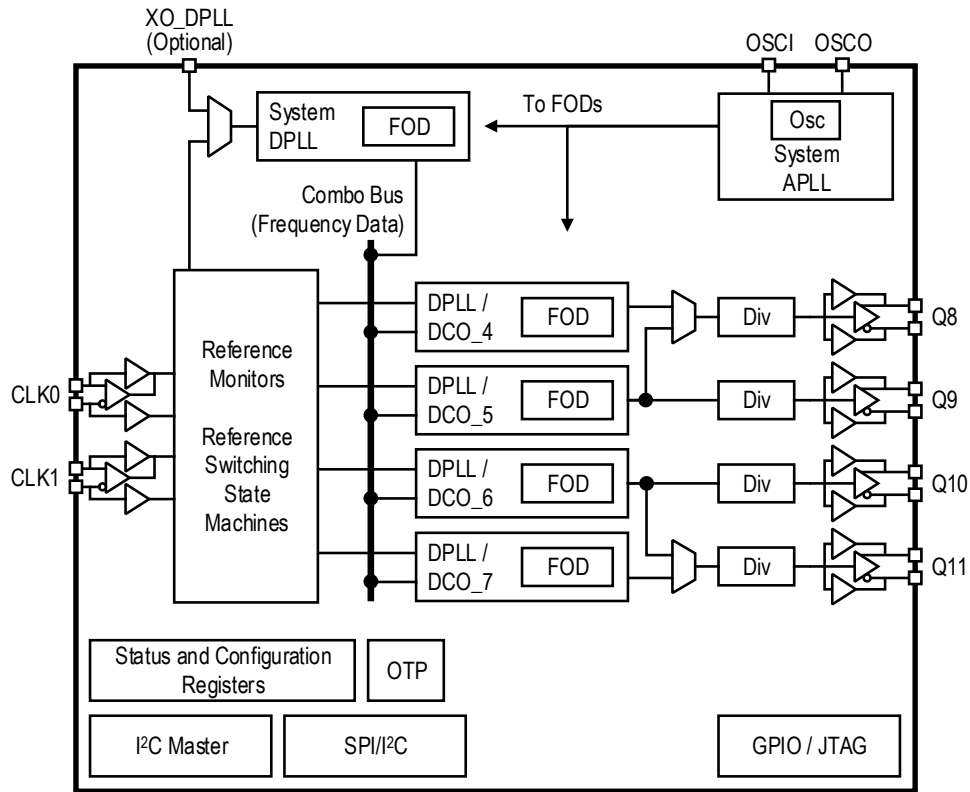 XO_DPLL
(Optional)
OSCI OSCO
System
DPLL
FOD
To FODs
Osc
System
APLL
Combo Bus
(Frequency Data)
DPLL /
DCO_4
FOD
Div
Q8
Reference
Monitors
Reference
Switching
State
Machines
CLK0
DPLL /
DCO_5
FOD
Div
Q9
CLK1
DPLL /
DCO_6
FOD
Div
Q10
DPLL /
DCO_7
FOD
Div
Q11
Status and Configuration
Registers
OTP
I²C Master
SPI/I²C
GPIO / JTAG